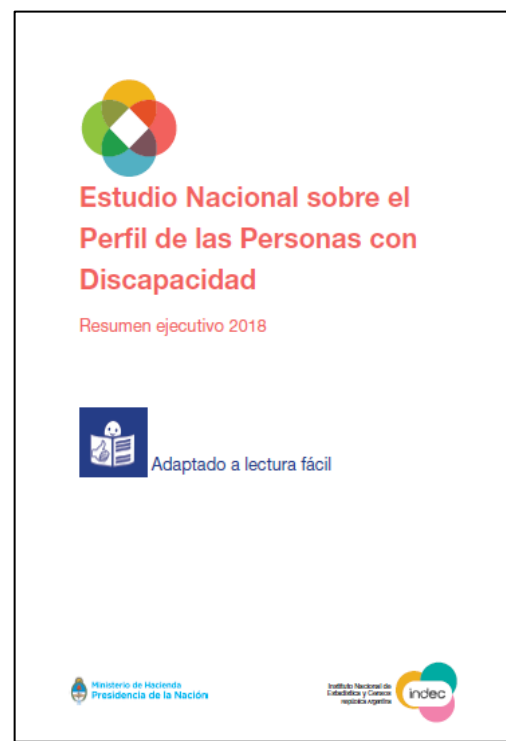 Estudio Nacional sobre el
Perfil de las Personas con
Discapacidad
Resumen ejecutivo 2018
Adaptado a lectura fácil
Ministerio de Hacienda
Presidencia de la Nación
Instituto Nacional de
Estadística y Censos
república argentina
indec